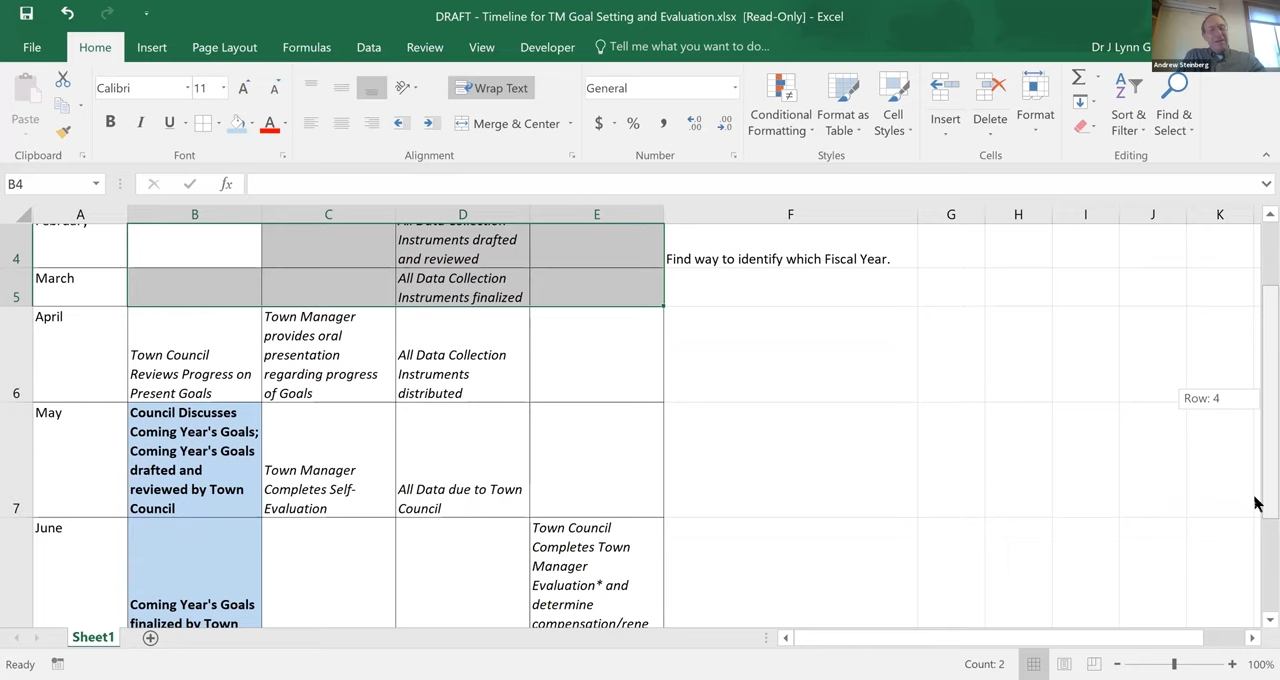 DRAFT - Timeline for TM Goal Setting and Evaluation.xlsx [Read-Only] - Excel
File Home Insert Page Layout Formulas Data Review View Developer Tell me what you want to do... Dr J Lynn G
Andrew Steinberg
Paste
Clipboard
Calibri 11
B I U
Font
Wrap Text
Merge & Center
Alignment
General
$ % , .0 .00 .00 .0
Number
Conditional Formatting
Format as Table
Cell Styles
Styles
Insert Delete Format
Cells
Sort & Filter
Find & Select
Editing
B4 fx
A B C D E F G H I J K
4
February
All Data Collection
Instruments drafted
and reviewed
Find way to identify which Fiscal Year.
5
March
All Data Collection
Instruments finalized
6
April
Town Council
Reviews Progress on
Present Goals
Town Manager
provides oral
presentation
regarding progress
of Goals
All Data Collection
Instruments
distributed
Row: 4
7
May
Council Discusses
Coming Year's Goals;
Coming Year's Goals
drafted and
reviewed by Town
Council
Town Manager
Completes Self-
Evaluation
All Data due to Town
Council
June
Coming Year's Goals
finalized by Town
Town Council
Completes Town
Manager
Evaluation* and
determine
compensation/rene
Sheet1
Ready
Count: 2
100%